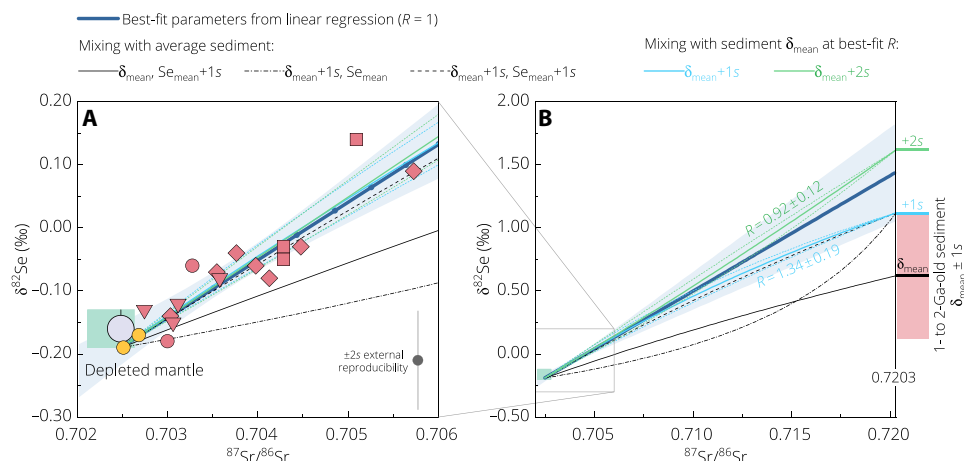 Best-fit parameters from linear regression (R = 1)
Mixing with average sediment:
δmean, Semean+1s
δmean+1s, Semean
δmean+1s, Semean+1s
Mixing with sediment δmean at best-fit R:
δmean+1s
δmean+2s
A
0.20
0.10
0.00
−0.10
−0.20
−0.30
δ⁸²Se (‰)
Depleted mantle
±2s external
reproducibility
0.702
0.703
0.704
0.705
0.706
⁸⁷Sr/⁸⁶Sr
B
2.00
1.50
1.00
0.50
0.00
−0.50
δ⁸²Se (‰)
R = 0.92 ± 0.12
R = 1.34 ± 0.19
+2s
+1s
δmean
0.7203
0.705
0.710
0.715
0.720
⁸⁷Sr/⁸⁶Sr
1- to 2-Ga-old sediment
δmean ± 1s